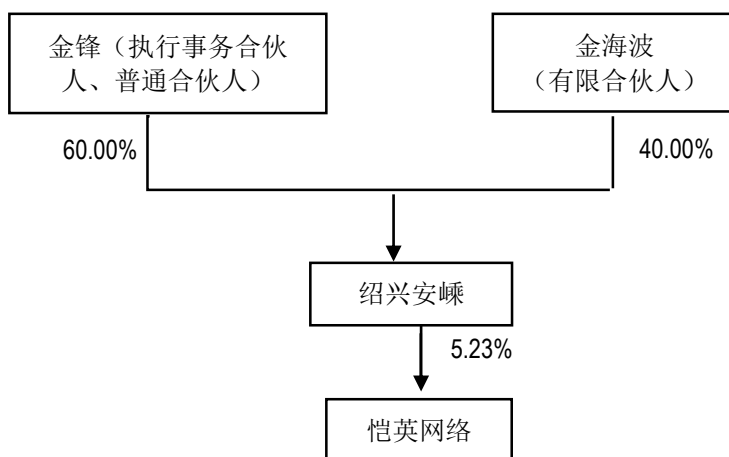 金锋（执行事务合伙
人、普通合伙人）
金海波
（有限合伙人）
60.00%
40.00%
绍兴安嵊
5.23%
恺英网络